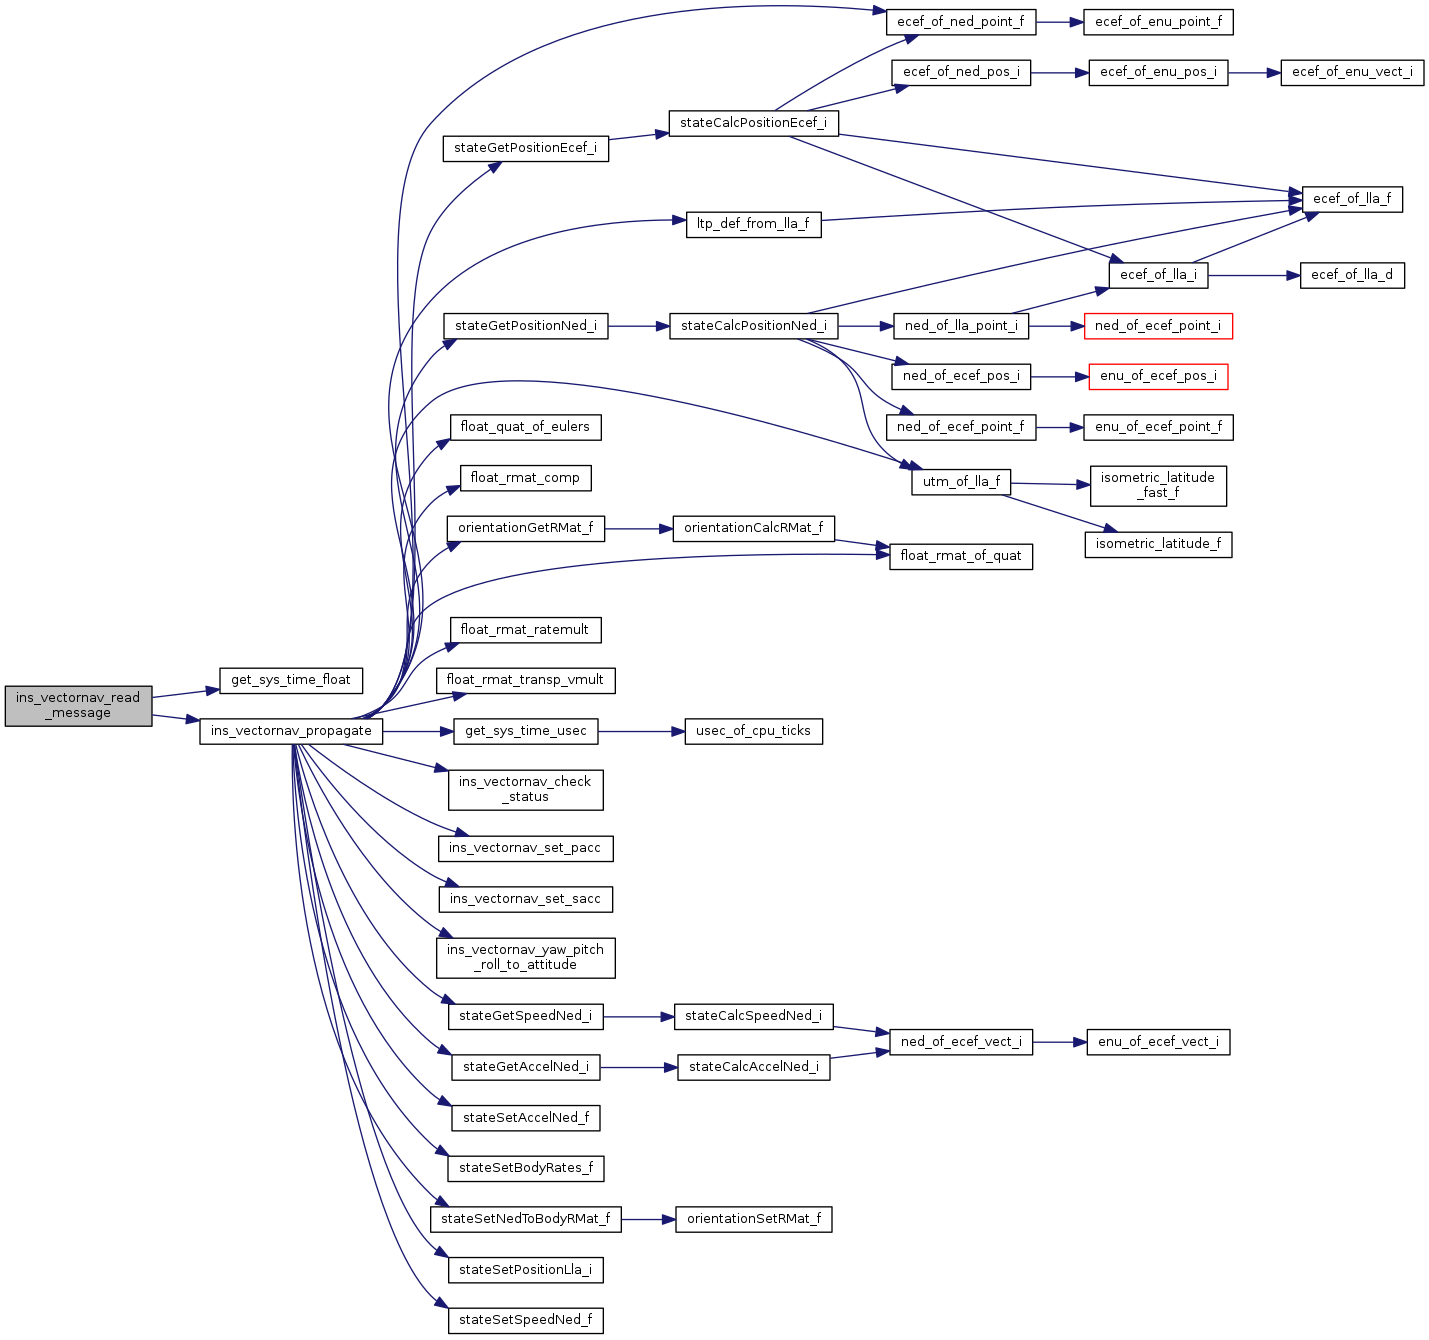 ins_vectornav_read
_message
get_sys_time_float
ins_vectornav_propagate
ecef_of_ned_point_f
ecef_of_enu_point_f
ecef_of_ned_pos_i
ecef_of_enu_pos_i
ecef_of_enu_vect_i
stateCalcPositionEcef_i
stateGetPositionEcef_i
ecef_of_lla_f
ltp_def_from_lla_f
ecef_of_lla_i
ecef_of_lla_d
stateGetPositionNed_i
stateCalcPositionNed_i
ned_of_lla_point_i
ned_of_ecef_point_i
ned_of_ecef_pos_i
enu_of_ecef_pos_i
float_quat_of_eulers
ned_of_ecef_point_f
enu_of_ecef_point_f
float_rmat_comp
utm_of_lla_f
isometric_latitude
_fast_f
orientationGetRMat_f
orientationCalcRMat_f
isometric_latitude_f
float_rmat_of_quat
float_rmat_ratemult
float_rmat_transp_vmult
get_sys_time_usec
usec_of_cpu_ticks
ins_vectornav_check
_status
ins_vectornav_set_pacc
ins_vectornav_set_sacc
ins_vectornav_yaw_pitch
_roll_to_attitude
stateGetSpeedNed_i
stateCalcSpeedNed_i
ned_of_ecef_vect_i
enu_of_ecef_vect_i
stateGetAccelNed_i
stateCalcAccelNed_i
stateSetAccelNed_f
stateSetBodyRates_f
stateSetNedToBodyRMat_f
orientationSetRMat_f
stateSetPositionLla_i
stateSetSpeedNed_f